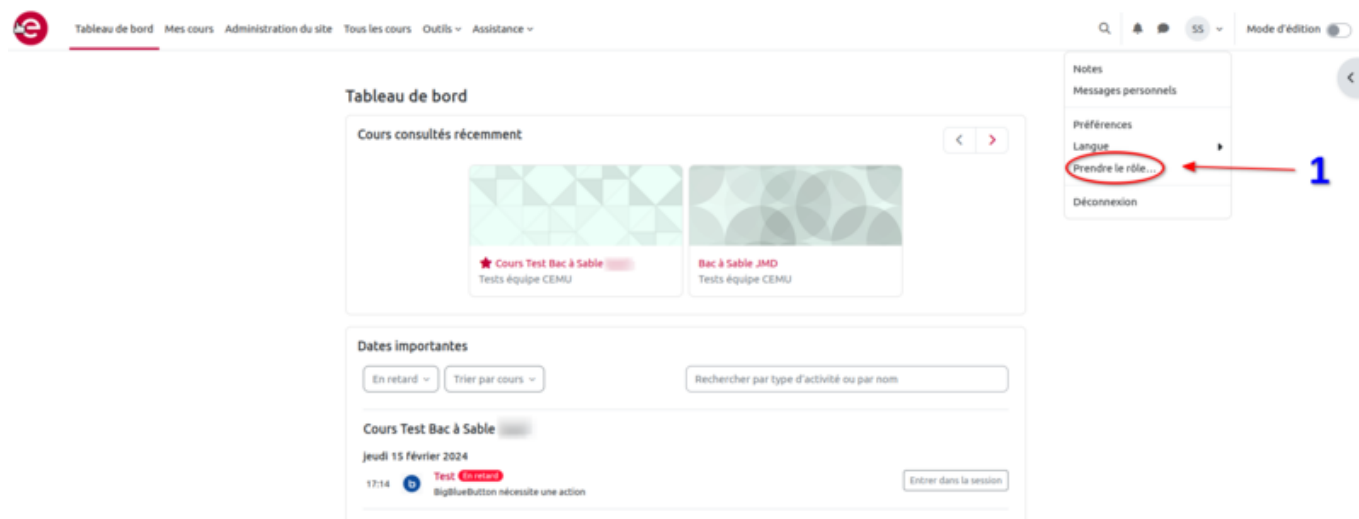 e
Tableau de bord Mes cours Administration du site Tous les cours Outils Assistance SS Mode d'édition
Notes
Messages personnels
Préférences
Langue
Prendre le rôle...
Déconnexion
1
Tableau de bord
Cours consultés récemment
Cours Test Bac à Sable
Tests équipe CEMU
Bac à Sable JMD
Tests équipe CEMU
Dates importantes
En retard Trier par cours Rechercher par type d'activité ou par nom
Cours Test Bac à Sable
jeudi 15 février 2024
17:14 b Test En retard
BigBlueButton nécessite une action
Entrer dans la session